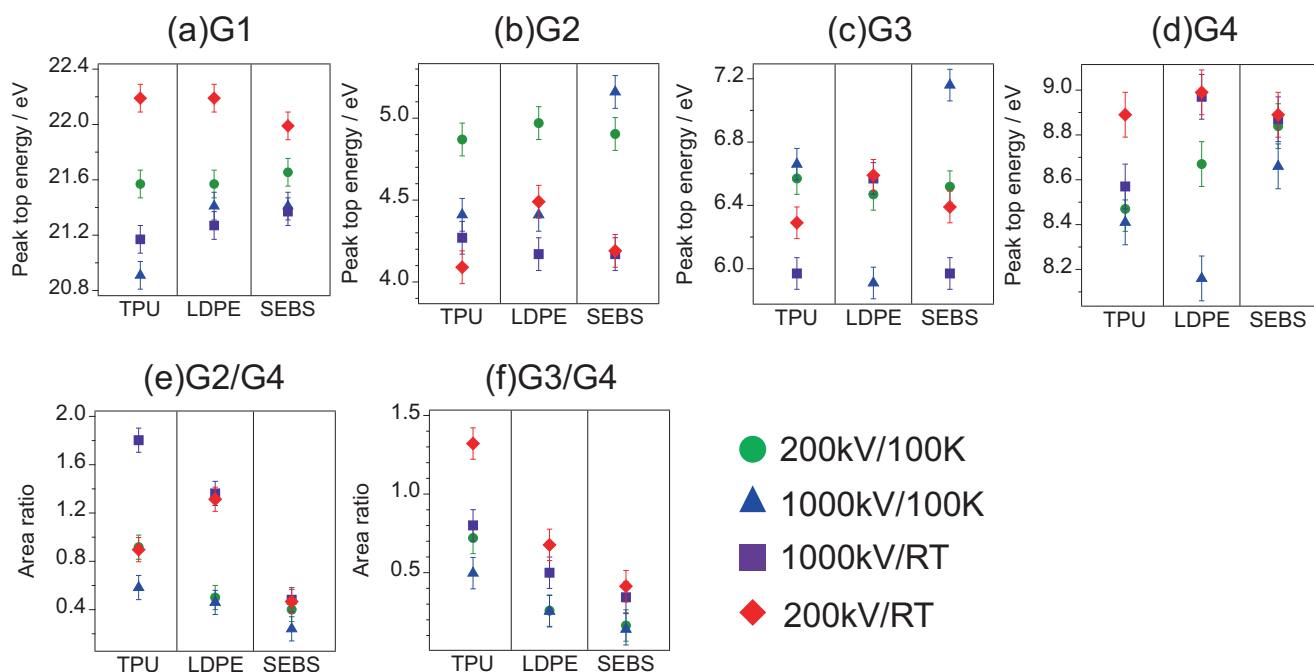 (a)G1
(b)G2
(c)G3
(d)G4
Peak top energy / eV
22.4
22.0
21.6
21.2
20.8
TPU LDPE SEBS
Peak top energy / eV
5.0
4.5
4.0
TPU LDPE SEBS
Peak top energy / eV
7.2
6.8
6.4
6.0
TPU LDPE SEBS
Peak top energy / eV
9.0
8.8
8.6
8.4
8.2
TPU LDPE SEBS
(e)G2/G4
(f)G3/G4
Area ratio
2.0
1.6
1.2
0.8
0.4
TPU LDPE SEBS
Area ratio
1.5
1.0
0.5
TPU LDPE SEBS
200kV/100K
1000kV/100K
1000kV/RT
200kV/RT